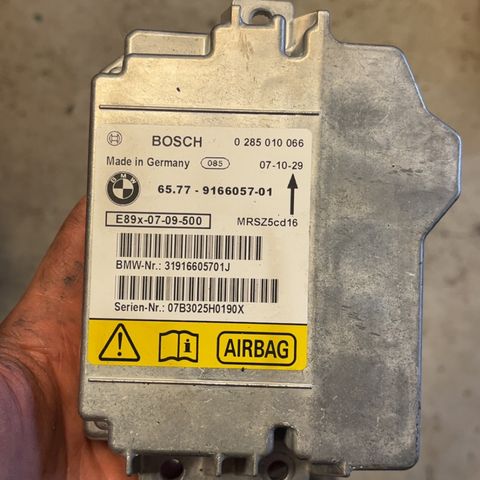 BOSCH 0 285 010 066
Made in Germany 085 07-10-29
BMW
65.77 - 9166057-01
E89x-07-09-500 MRSZ5cd16
BMW-Nr.: 31916605701J
Serien-Nr.: 07B3025H0190X
AIRBAG